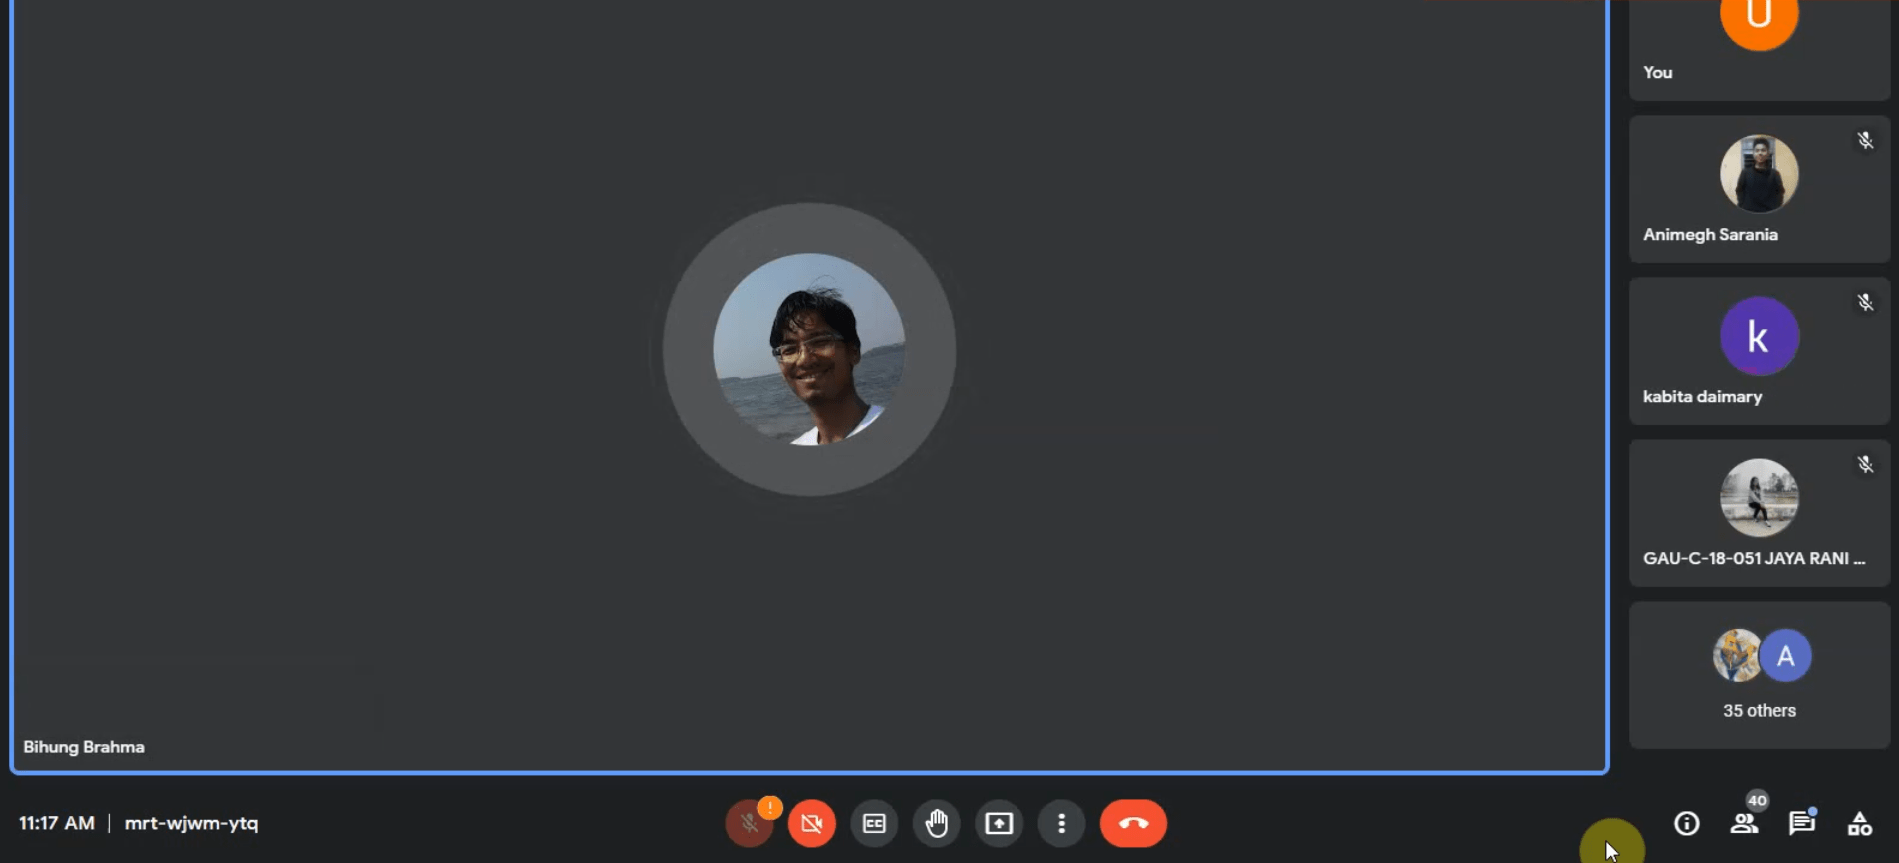 U
You
Animegh Sarania
k
kabita daimary
GAU-C-18-051 JAYA RANI ...
A
35 others
Bihung Brahma
11:17 AM | mrt-wjwm-ytq
!
40